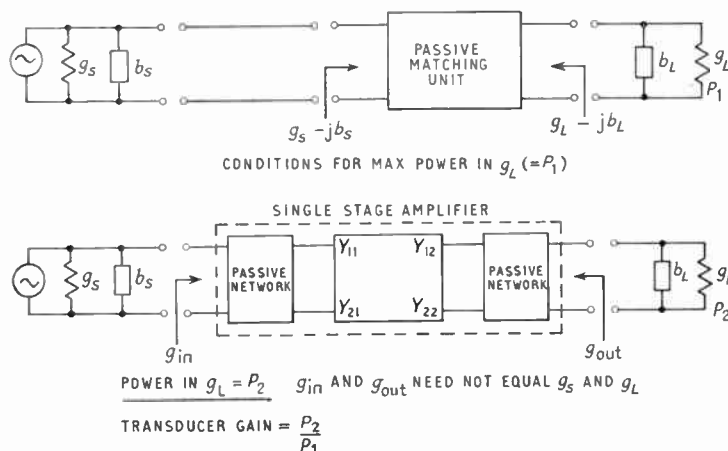 g_S
b_S
PASSIVE
MATCHING
UNIT
b_L
g_L
P_1
g_S -jb_S
g_L -jb_L
CONDITIONS FOR MAX POWER IN g_L (=P_1)
SINGLE STAGE AMPLIFIER
g_S
b_S
PASSIVE
NETWORK
Y_11
Y_12
Y_21
Y_22
PASSIVE
NETWORK
b_L
g_L
P_2
g_in
g_out
POWER IN g_L = P_2 g_in AND g_out NEED NOT EQUAL g_S AND g_L
TRANSDUCER GAIN = P_2
P_1